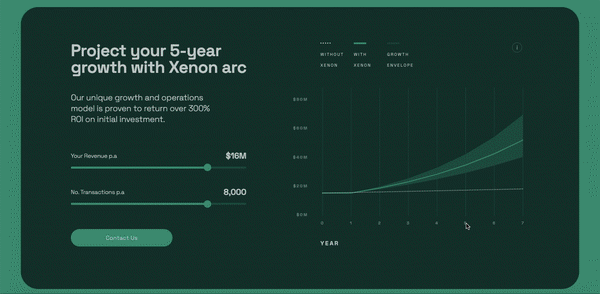 Project your 5-year
growth with Xenon arc
Our unique growth and operations
model is proven to return over 300%
ROI on initial investment.
Your Revenue p.a
$16M
No. Transactions p.a
8,000
Contact Us
WITHOUT
XENON
WITH
XENON
GROWTH
ENVELOPE
i
$80M
$60M
$40M
$20M
$0M
0 1 2 3 4 5 6 7
YEAR